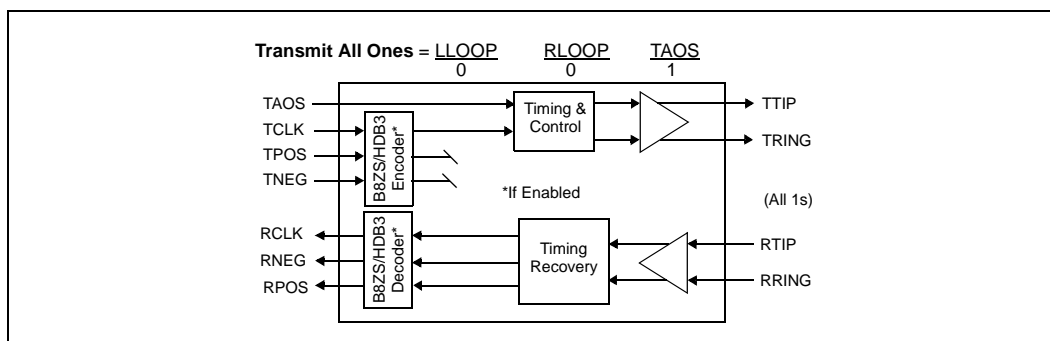 Transmit All Ones = LLOOP RLOOP TAOS
0 0 1
TAOS
TCLK
TPOS
TNEG
B8ZS/HDB3
Encoder*
Timing &
Control
TTIP
TRING
*If Enabled
(All 1s)
RCLK
RNEG
RPOS
B8ZS/HDB3
Decoder*
Timing
Recovery
RTIP
RRING